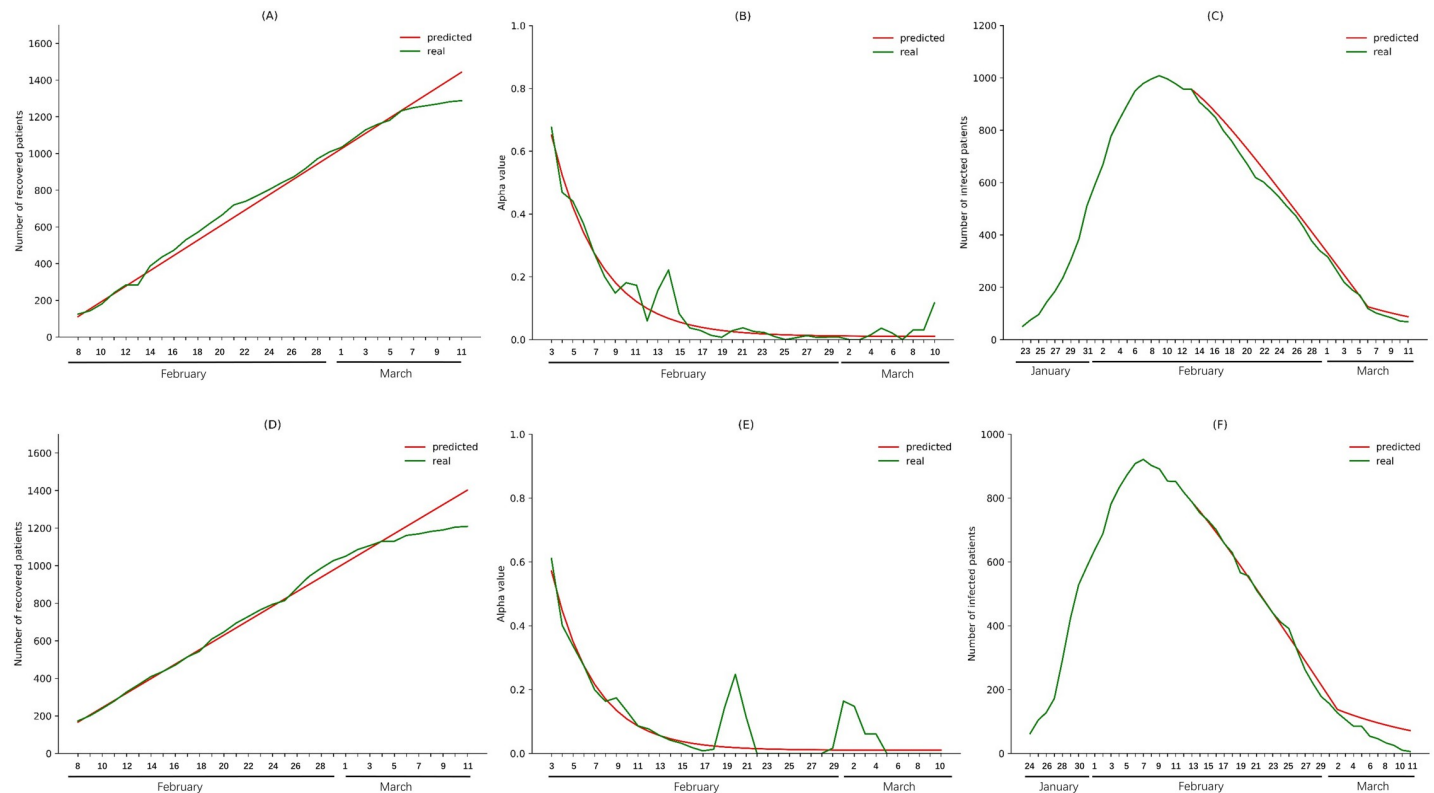 (A)
predicted
real
Number of recovered patients
1600
1400
1200
1000
800
600
400
200
0
8 10 12 14 16 18 20 22 24 26 28 1 3 5 7 9 11
February March
(B)
predicted
real
Alpha value
1.0
0.8
0.6
0.4
0.2
0.0
3 5 7 9 11 13 15 17 19 21 23 25 27 29 2 4 6 8 10
February March
(C)
predicted
real
Number of infected patients
1200
1000
800
600
400
200
0
23 25 27 29 31 2 4 6 8 10 12 14 16 18 20 22 24 26 28 1 3 5 7 9 11
January February March
(D)
predicted
real
Number of recovered patients
1600
1400
1200
1000
800
600
400
200
0
8 10 12 14 16 18 20 22 24 26 28 1 3 5 7 9 11
February March
(E)
predicted
real
Alpha value
1.0
0.8
0.6
0.4
0.2
0.0
3 5 7 9 11 13 15 17 19 21 23 25 27 29 2 4 6 8 10
February March
(F)
predicted
real
Number of infected patients
1000
800
600
400
200
0
24 26 28 30 1 3 5 7 9 11 13 15 17 19 21 23 25 27 29 2 4 6 8 10 11
January February March